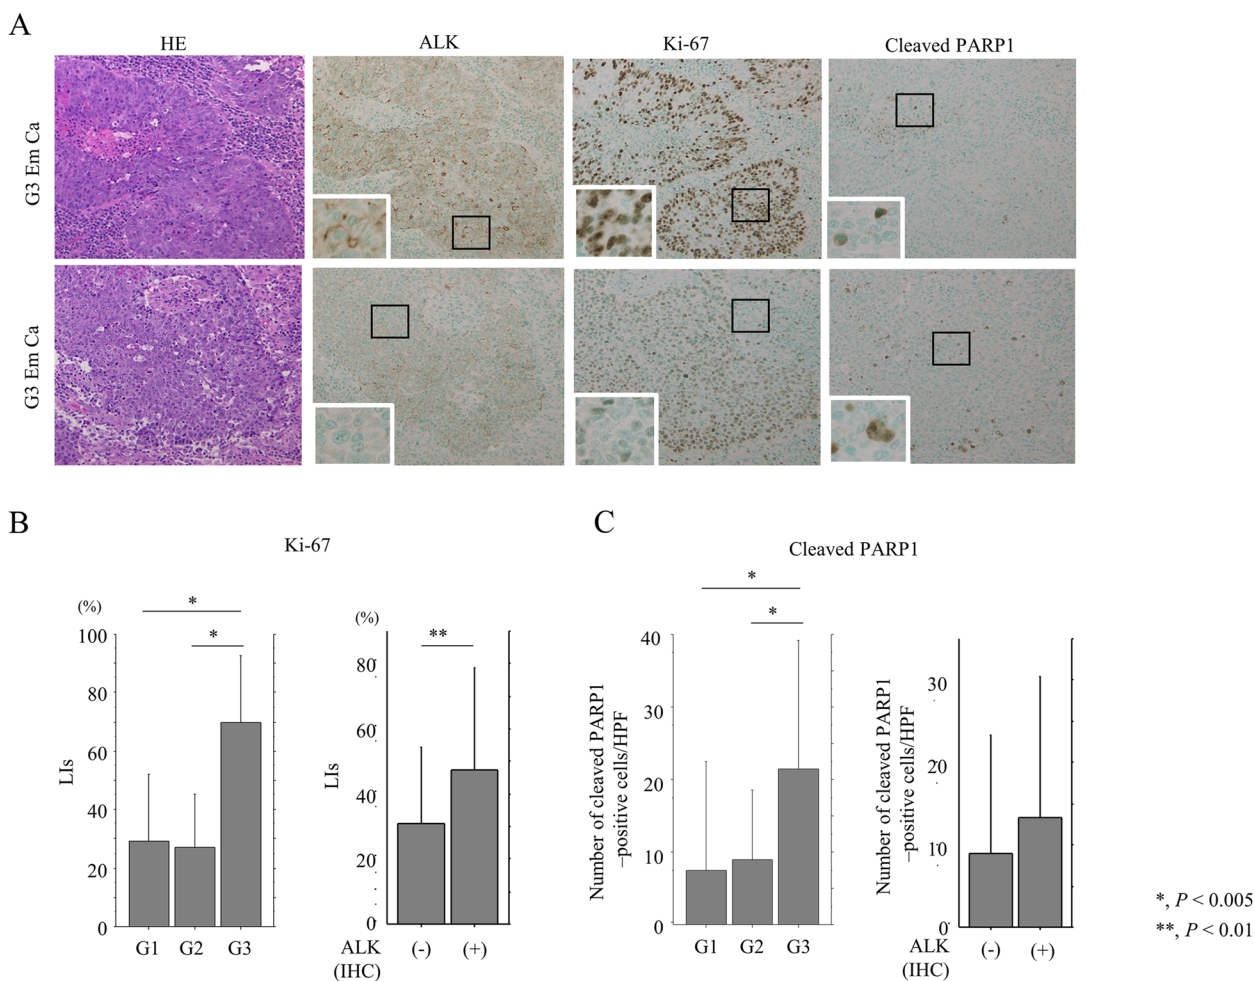 A
HE
ALK
Ki-67
Cleaved PARP1
G3 Em Ca
G3 Em Ca
B
Ki-67
(%)
LIs
100
80
60
40
20
0
*
*
G1
G2
G3
(%)
LIs
80
60
40
20
0
**
ALK
(IHC)
(-)
(+)
C
Cleaved PARP1
Number of cleaved PARP1
–positive cells/HPF
40
30
20
10
0
*
*
G1
G2
G3
Number of cleaved PARP1
–positive cells/HPF
30
20
10
0
ALK
(IHC)
(-)
(+)
*, P < 0.005
**, P < 0.01